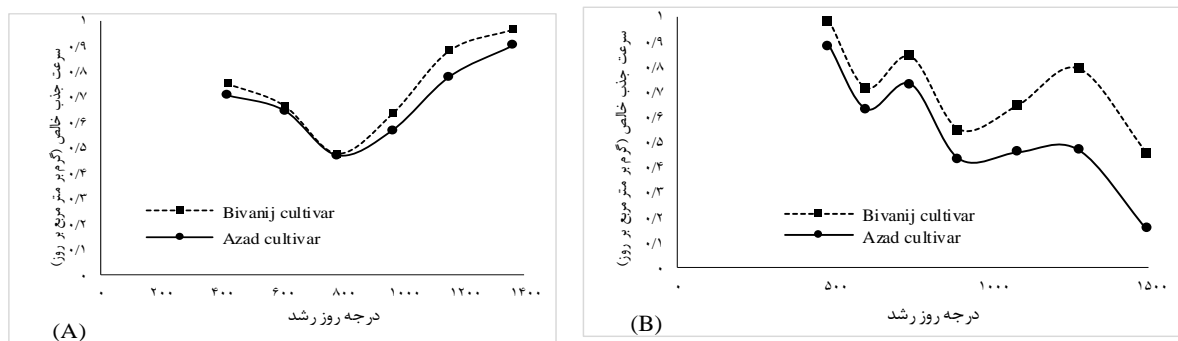 سرعت جذب خالص (گرم بر متر مربع بر روز)
۱
۰/۹
۰/۸
۰/۷
۰/۶
۰/۵
۰/۴
۰/۳
۰/۲
۰/۱
۰
Bivanij cultivar
Azad cultivar
۰ ۲۰۰ ۴۰۰ ۶۰۰ ۸۰۰ ۱۰۰۰ ۱۲۰۰ ۱۴۰۰
درجه روز رشد
(A)
سرعت جذب خالص (گرم بر متر مربع بر روز)
۱
۰/۹
۰/۸
۰/۷
۰/۶
۰/۵
۰/۴
۰/۳
۰/۲
۰/۱
۰
Bivanij cultivar
Azad cultivar
۰ ۵۰۰ ۱۰۰۰ ۱۵۰۰
درجه روز رشد
(B)